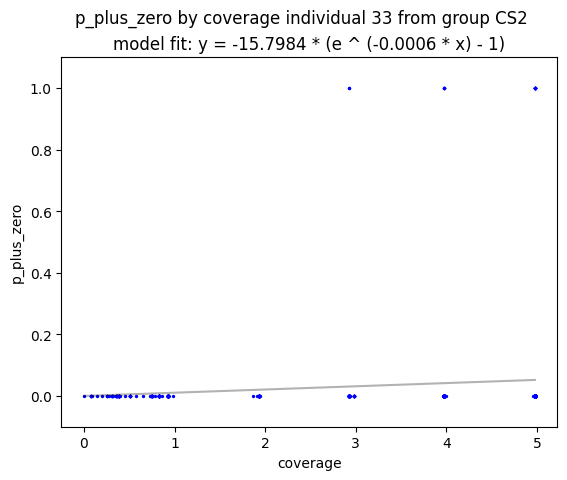 p_plus_zero by coverage individual 33 from group CS2
model fit: y = -15.7984 * (e ^ (-0.0006 * x) - 1)
1.0
0.8
0.6
0.4
0.2
0.0
p_plus_zero
0 1 2 3 4 5
coverage